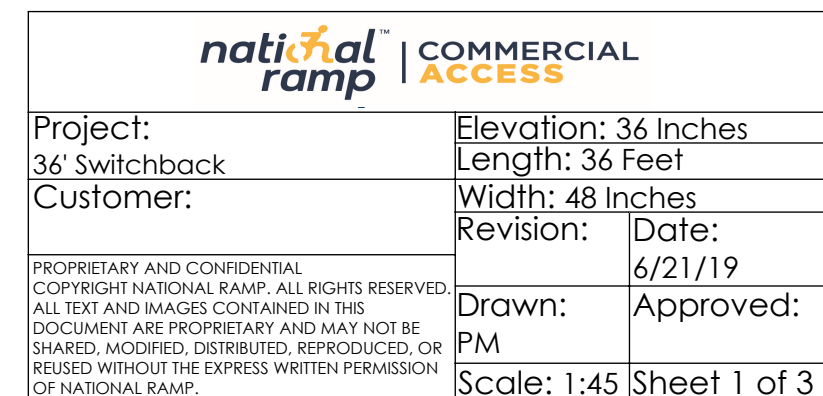 national™ | COMMERCIAL
ramp ACCESS
Project:
36' Switchback
Customer:
PROPRIETARY AND CONFIDENTIAL
COPYRIGHT NATIONAL RAMP. ALL RIGHTS RESERVED.
ALL TEXT AND IMAGES CONTAINED IN THIS
DOCUMENT ARE PROPRIETARY AND MAY NOT BE
SHARED, MODIFIED, DISTRIBUTED, REPRODUCED, OR
REUSED WITHOUT THE EXPRESS WRITTEN PERMISSION
OF NATIONAL RAMP.
Elevation: 36 Inches
Length: 36 Feet
Width: 48 Inches
Revision:
Date:
6/21/19
Drawn:
PM
Approved:
Scale: 1:45
Sheet 1 of 3